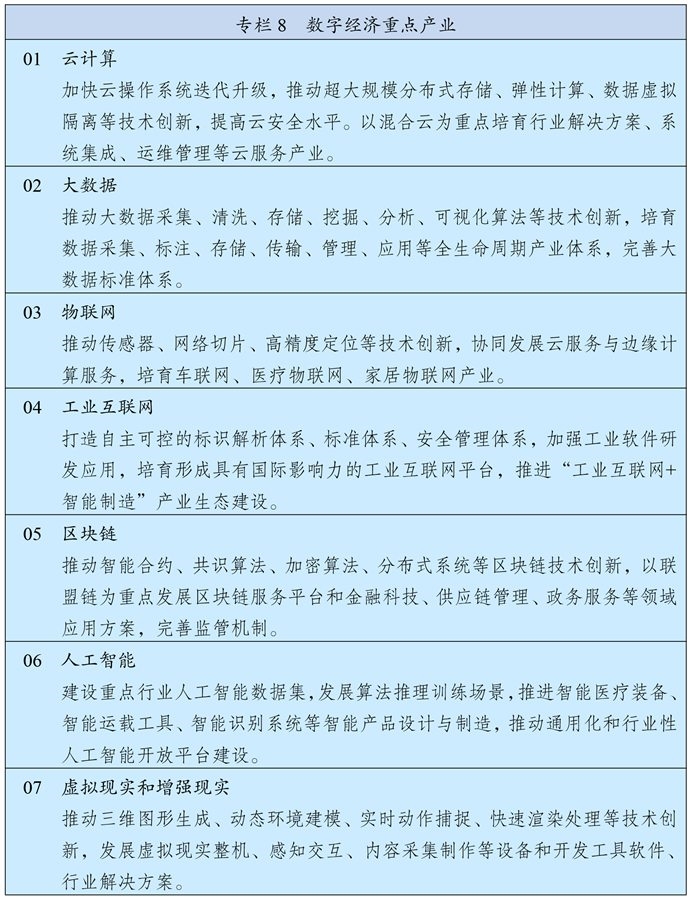 专栏8 数字经济重点产业
01 云计算
加快云操作系统迭代升级，推动超大规模分布式存储、弹性计算、数据虚拟
隔离等技术创新，提高云安全水平。以混合云为重点培育行业解决方案、系
统集成、运维管理等云服务产业。
02 大数据
推动大数据采集、清洗、存储、挖掘、分析、可视化算法等技术创新，培育
数据采集、标注、存储、传输、管理、应用等全生命周期产业体系，完善大
数据标准体系。
03 物联网
推动传感器、网络切片、高精度定位等技术创新，协同发展云服务与边缘计
算服务，培育车联网、医疗物联网、家居物联网产业。
04 工业互联网
打造自主可控的标识解析体系、标准体系、安全管理体系，加强工业软件研
发应用，培育形成具有国际影响力的工业互联网平台，推进“工业互联网+
智能制造”产业生态建设。
05 区块链
推动智能合约、共识算法、加密算法、分布式系统等区块链技术创新，以联
盟链为重点发展区块链服务平台和金融科技、供应链管理、政务服务等领域
应用方案，完善监管机制。
06 人工智能
建设重点行业人工智能数据集，发展算法推理训练场景，推进智能医疗装备、
智能运载工具、智能识别系统等智能产品设计与制造，推动通用化和行业性
人工智能开放平台建设。
07 虚拟现实和增强现实
推动三维图形生成、动态环境建模、实时动作捕捉、快速渲染处理等技术创
新，发展虚拟现实整机、感知交互、内容采集制作等设备和开发工具软件、
行业解决方案。